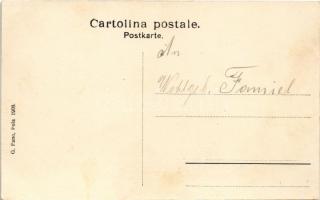 Cartolina postale.
Postkarte.
An
Wohlgeb. Familie
G. Fano, Pola 1908.